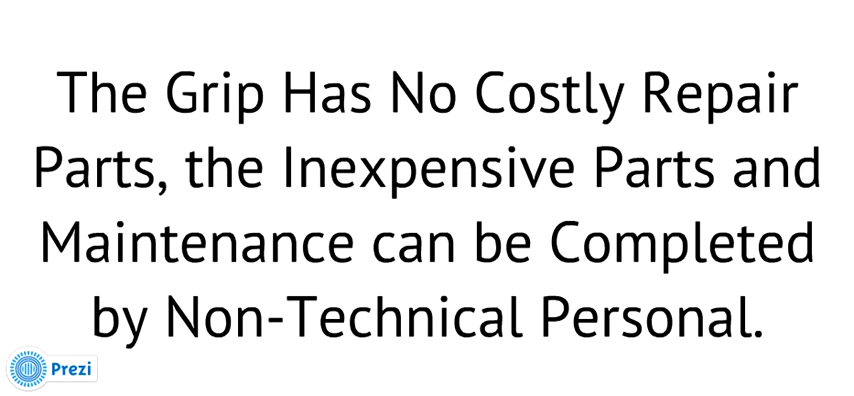 The Grip Has No Costly Repair
Parts, the Inexpensive Parts and
Maintenance can be Completed
by Non-Technical Personal.
Prezi